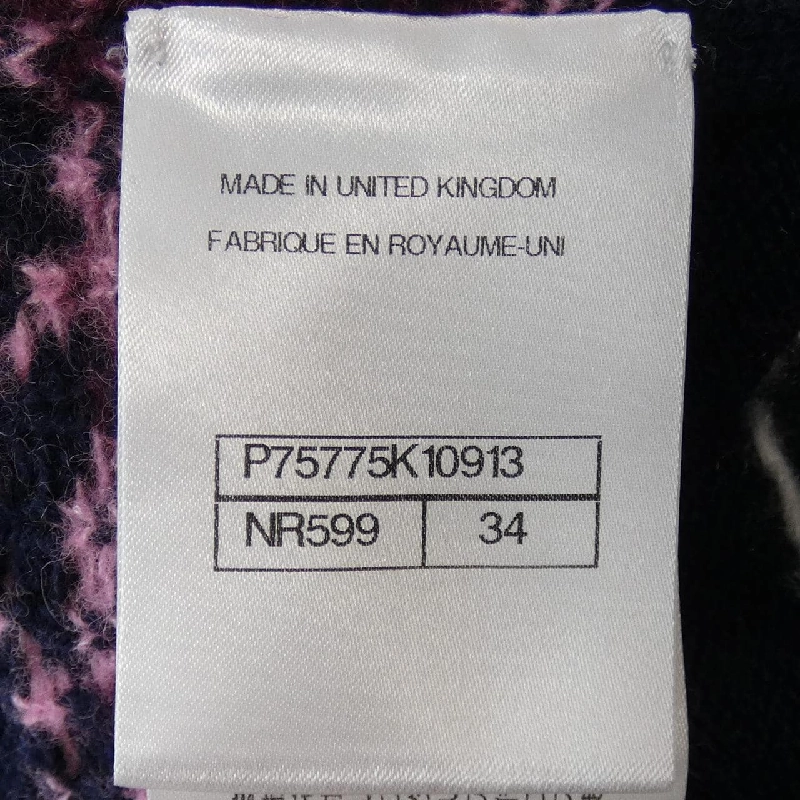 MADE IN UNITED KINGDOM
FABRIQUE EN ROYAUME-UNI
P75775K10913
NR599 34